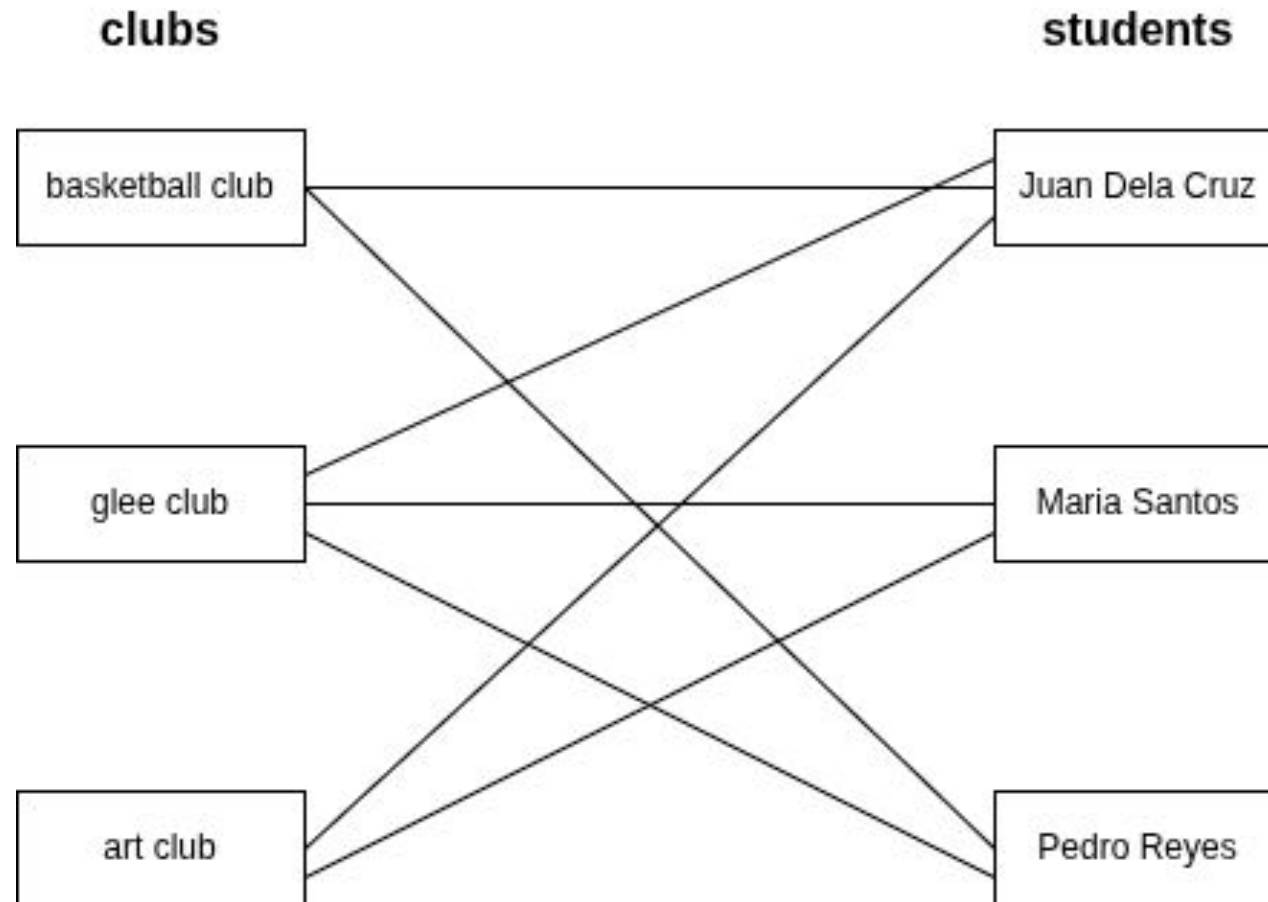 clubs
students
basketball club
Juan Dela Cruz
glee club
Maria Santos
art club
Pedro Reyes